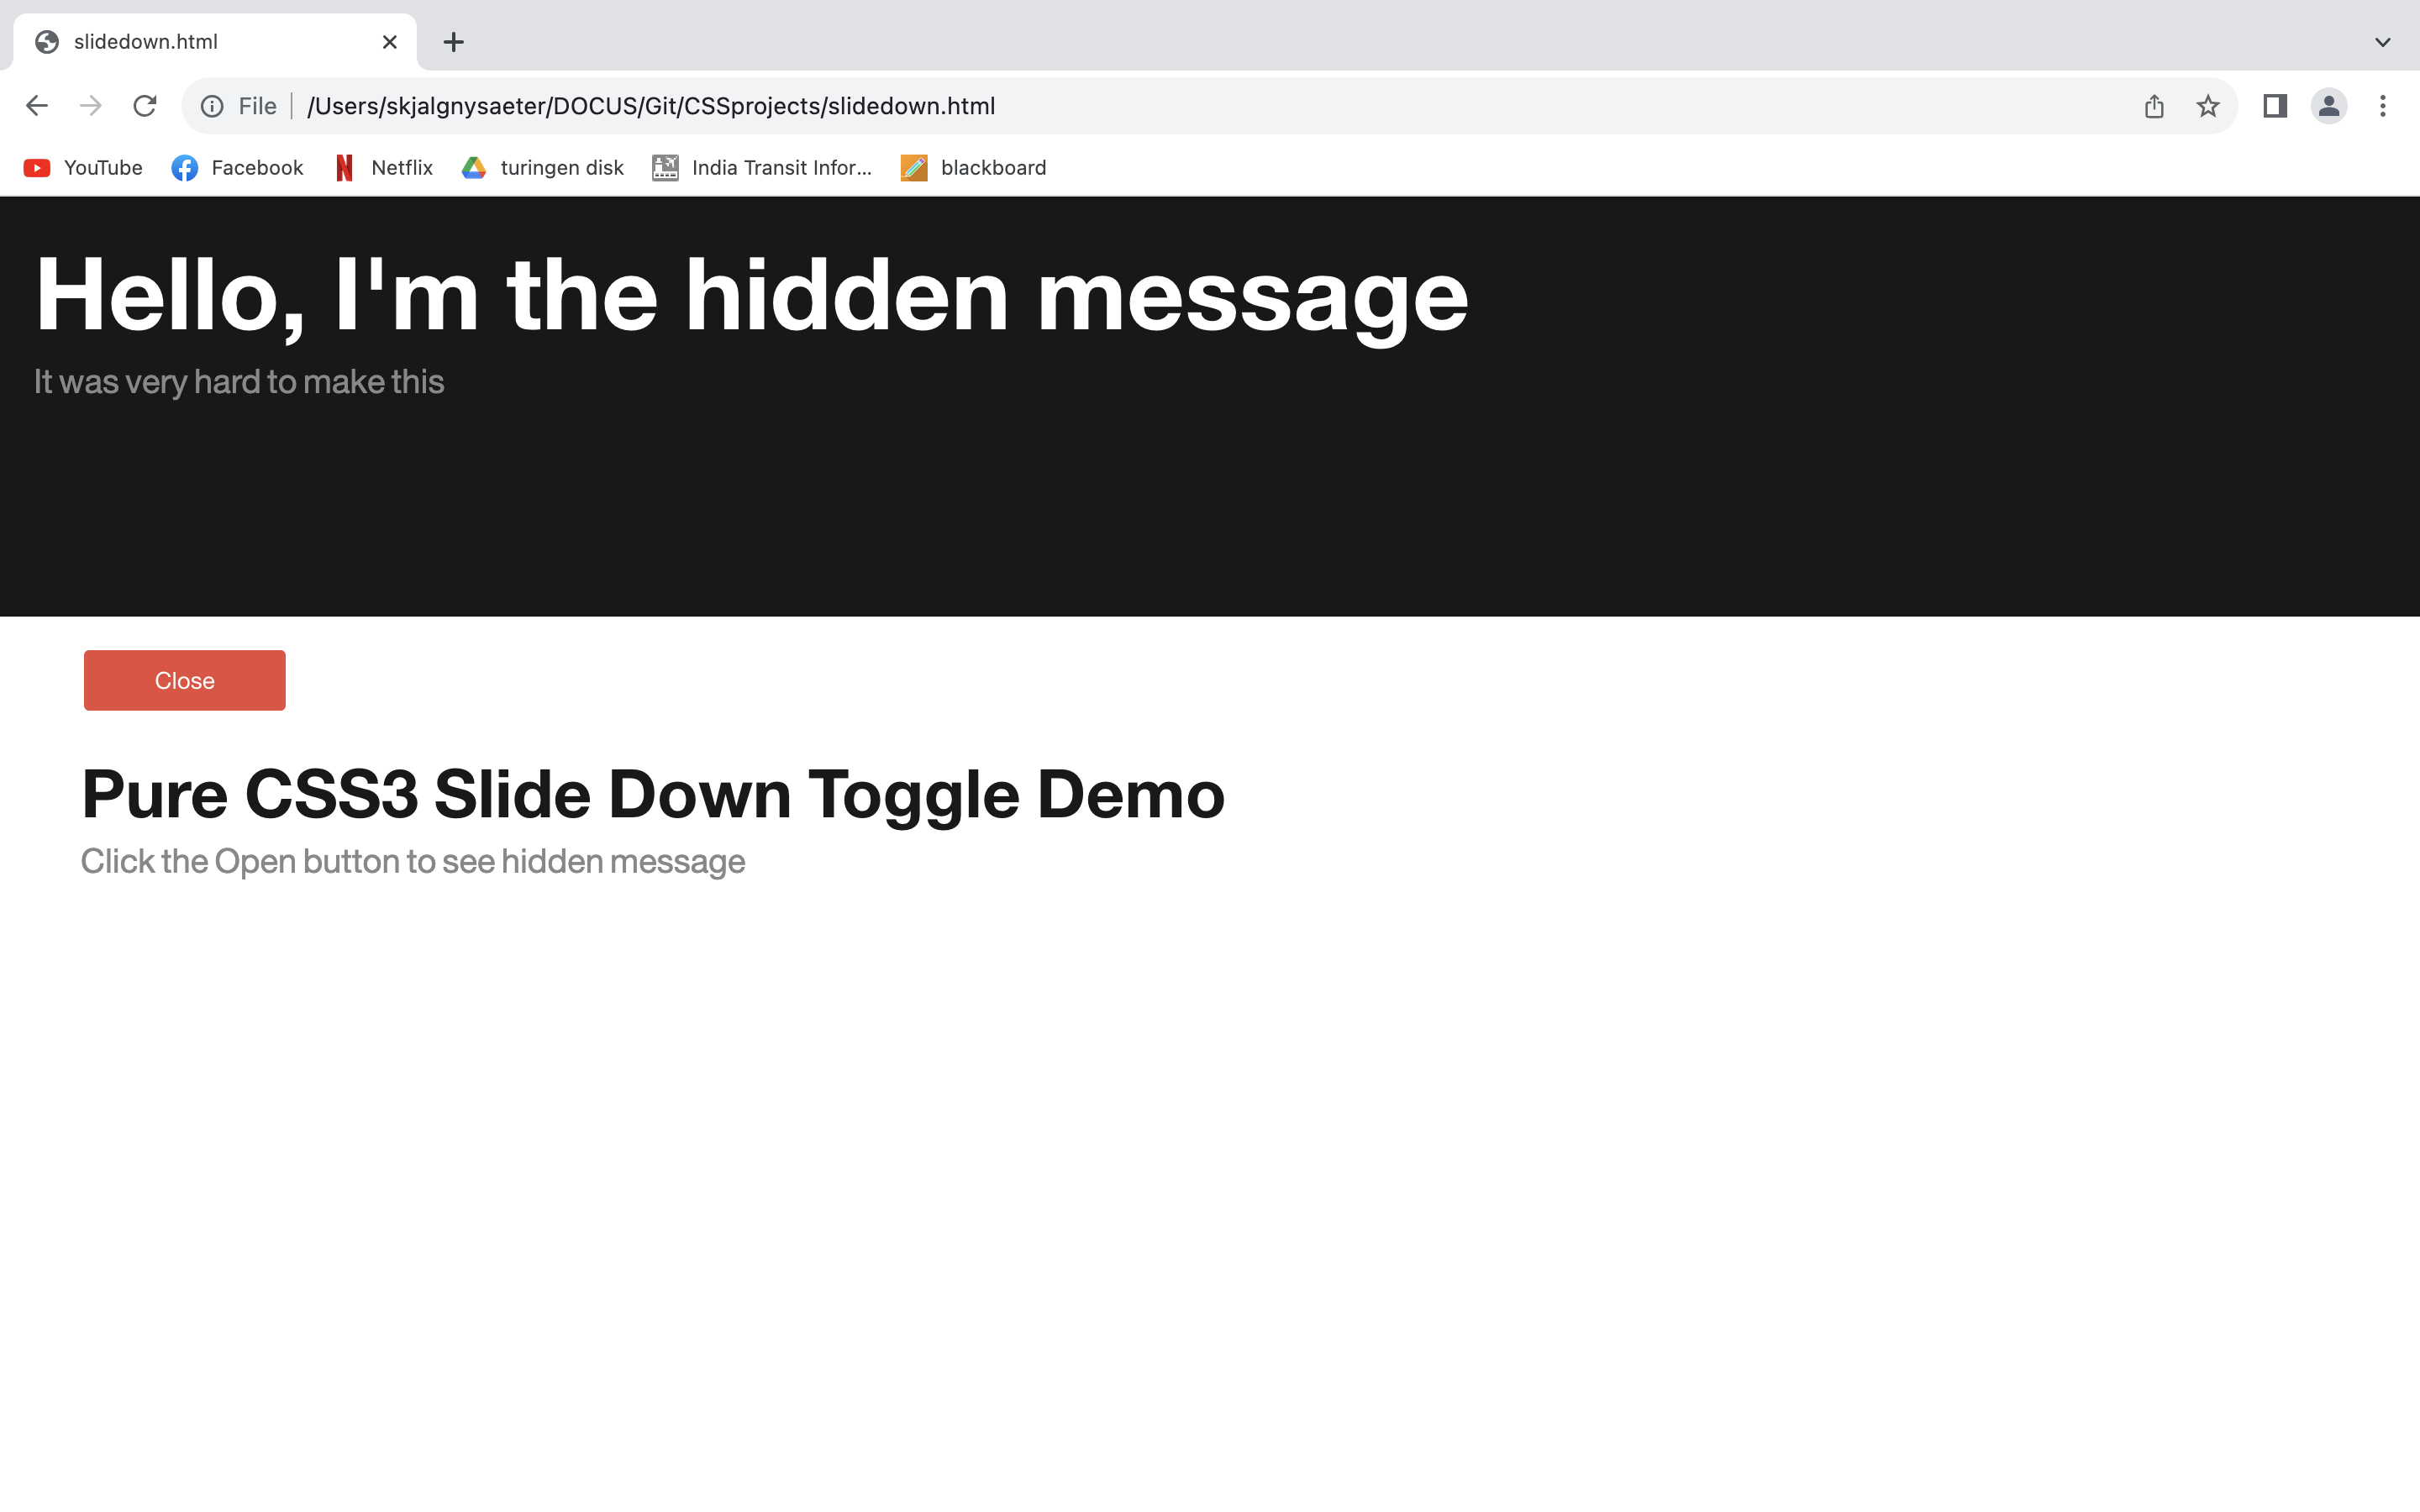 slidedown.html
File /Users/skjalgnysaeter/DOCUS/Git/CSSprojects/slidedown.html
YouTube Facebook Netflix turingen disk India Transit Infor... blackboard
Hello, I'm the hidden message
It was very hard to make this
Close
Pure CSS3 Slide Down Toggle Demo
Click the Open button to see hidden message